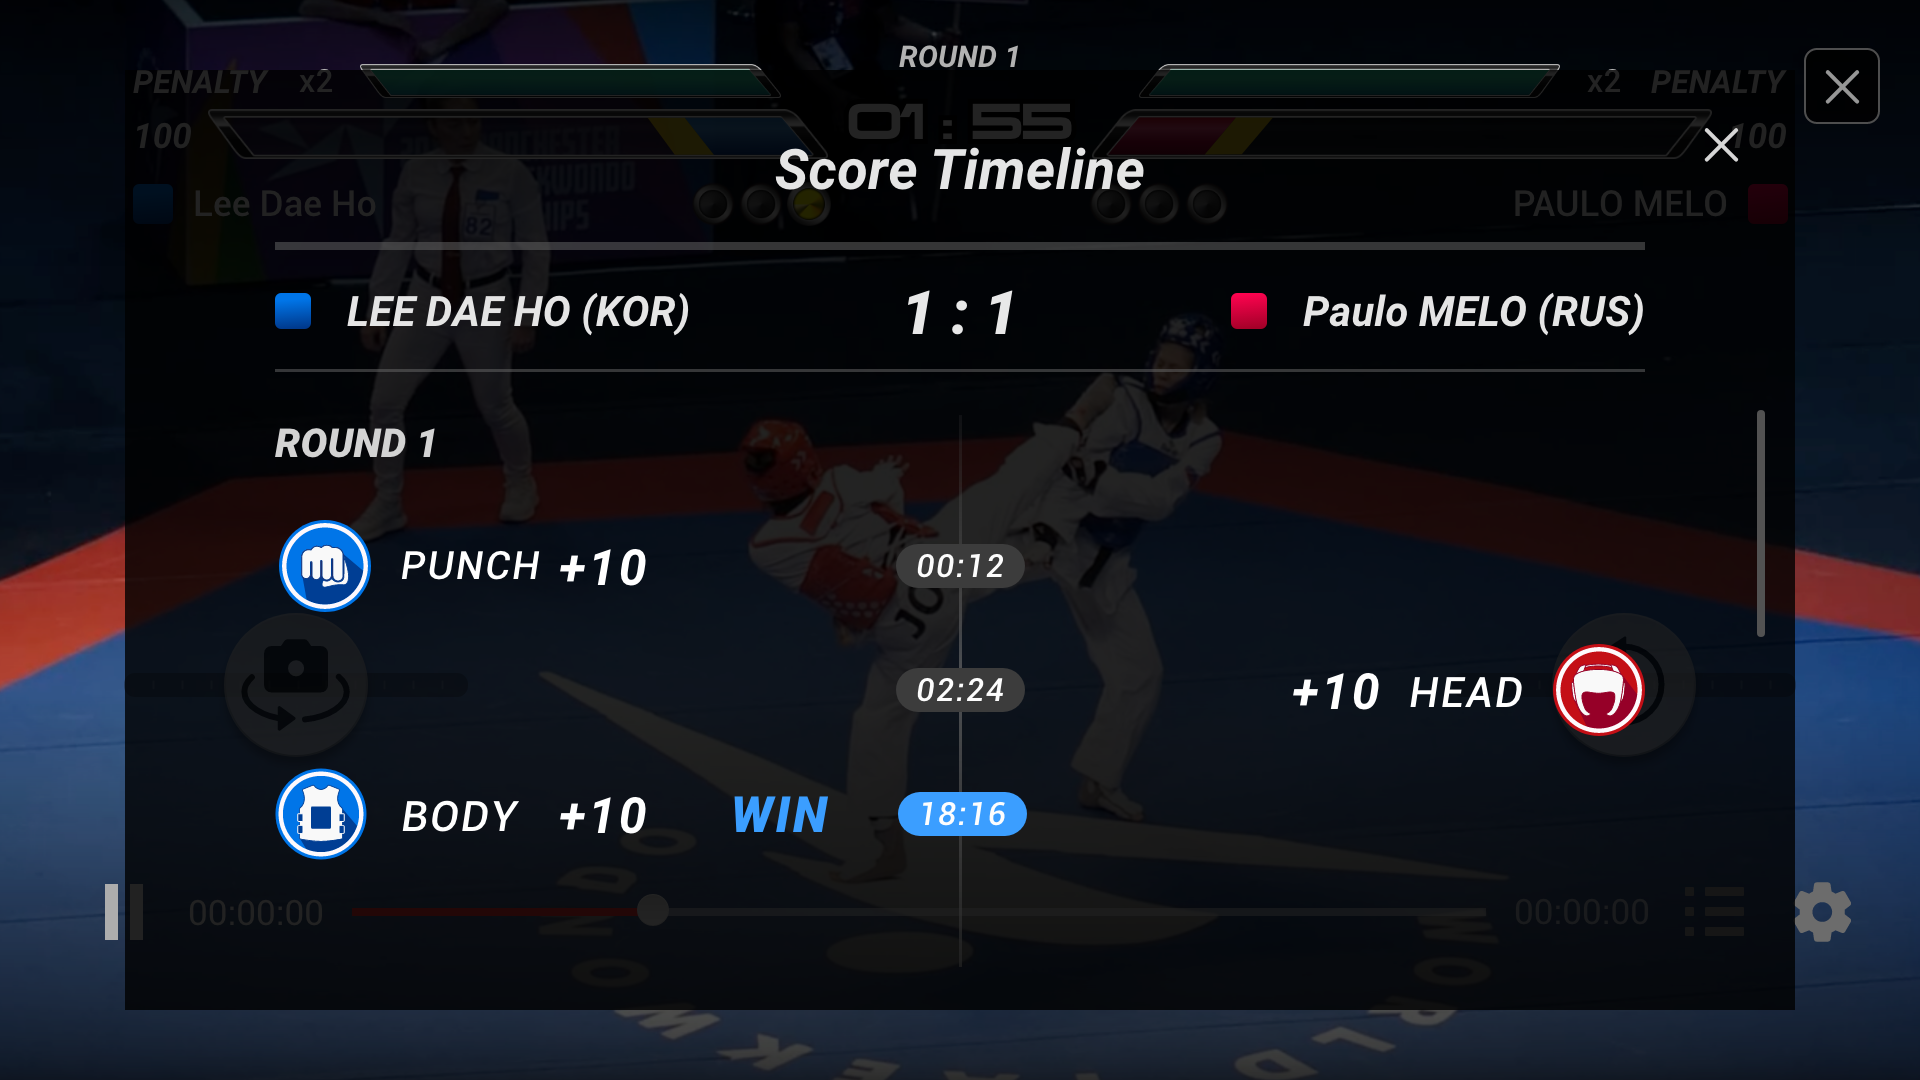 ROUND 1
PENALTY x2
x2 PENALTY
100
01:55
100
Score Timeline
Lee Dae Ho
PAULO MELO
82
LEE DAE HO (KOR)
1 : 1
Paulo MELO (RUS)
ROUND 1
PUNCH +10
00:12
02:24
+10 HEAD
BODY +10
WIN
18:16
00:00:00
00:00:00